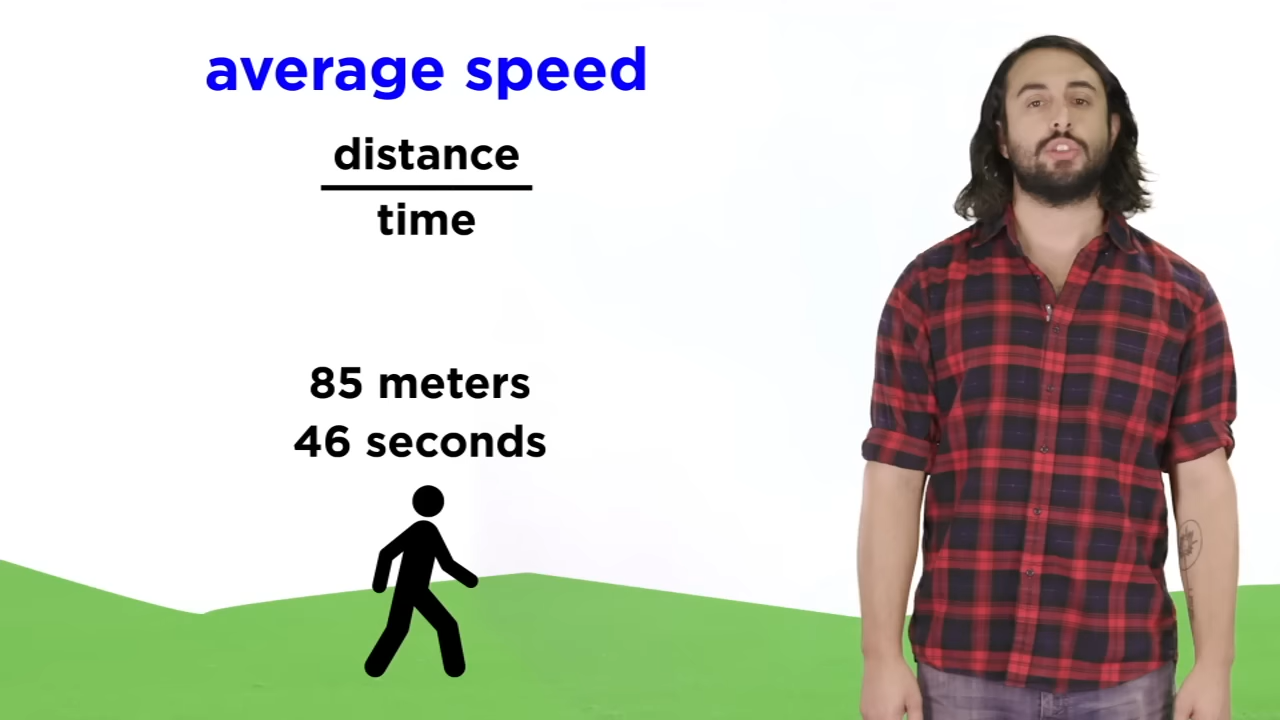 average speed
distance
time
85 meters
46 seconds